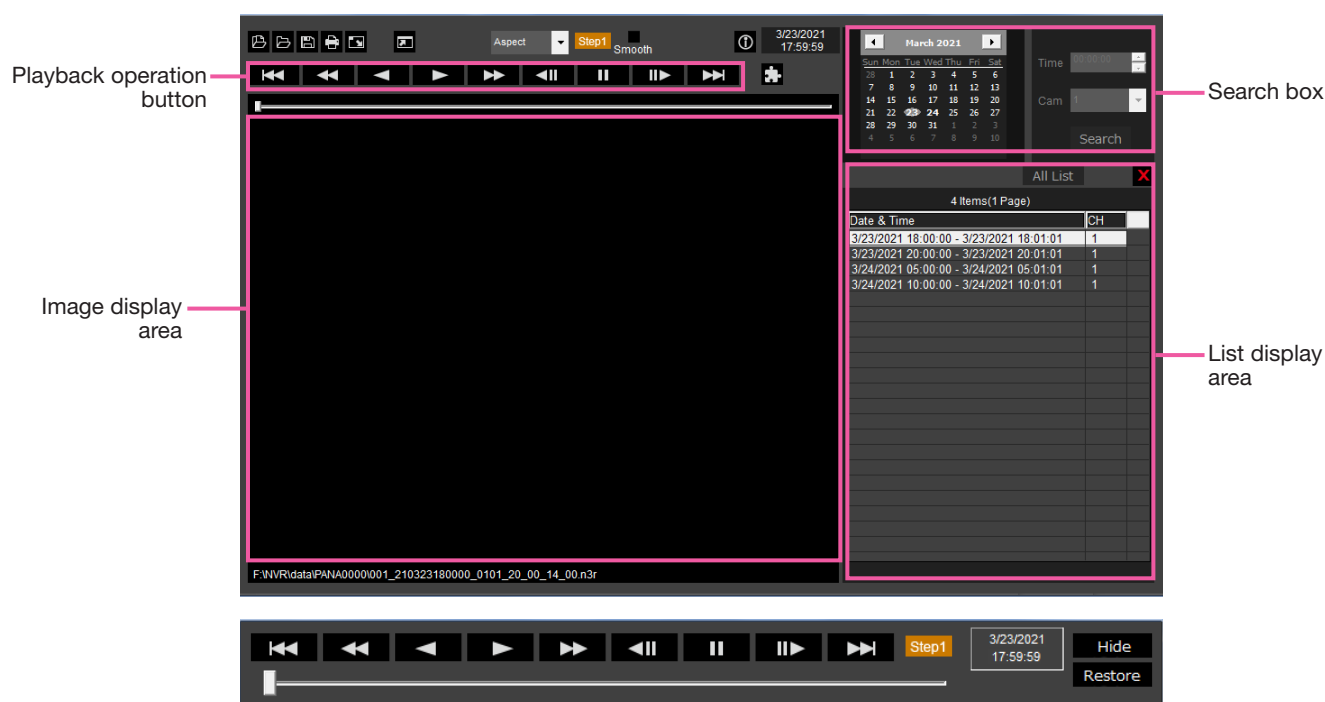 Playback operation
button
Aspect
Step1
Smooth
3/23/2021
17:59:59
March 2021
Sun Mon Tue Wed Thu Fri Sat
28 1 2 3 4 5 6
7 8 9 10 11 12 13
14 15 16 17 18 19 20
21 22 23 24 25 26 27
28 29 30 31 1 2 3
4 5 6 7 8 9 10
Time 00:00:00
Cam 1
Search
Search box
All List
X
4 Items(1 Page)
Date & Time CH
3/23/2021 18:00:00 - 3/23/2021 18:01:01 1
3/23/2021 20:00:00 - 3/23/2021 20:01:01 1
3/24/2021 05:00:00 - 3/24/2021 05:01:01 1
3/24/2021 10:00:00 - 3/24/2021 10:01:01 1
Image display
area
List display
area
F:\NVR\data\PANA0000\001_210323180000_0101_20_00_14_00.n3r
Step1
3/23/2021
17:59:59
Hide
Restore